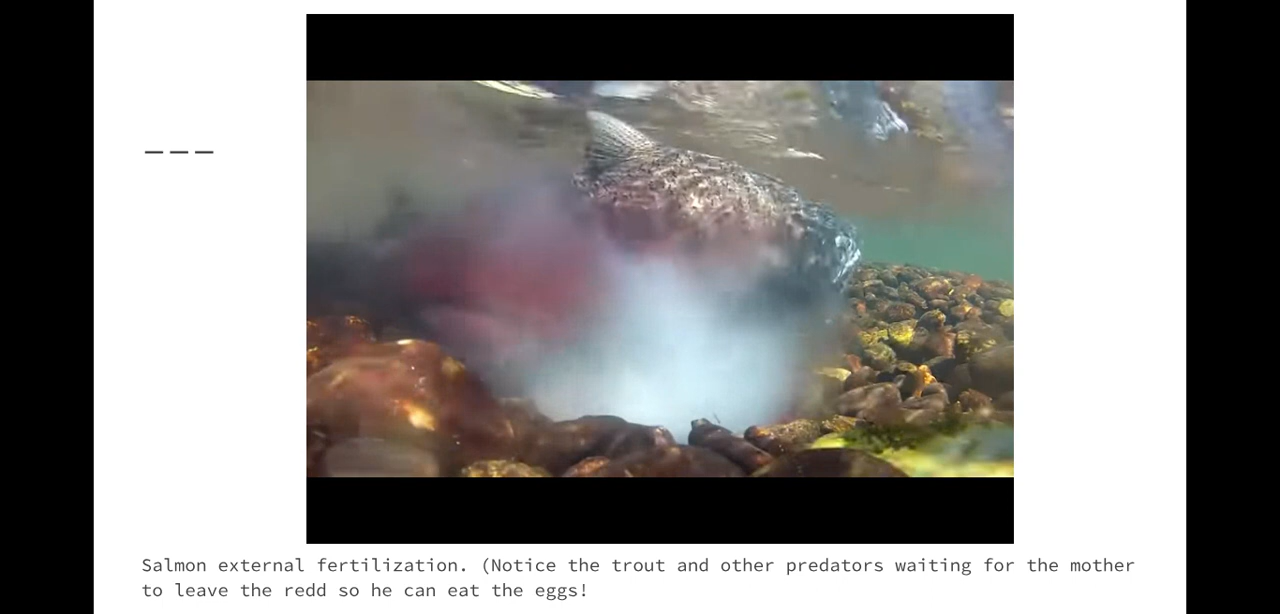 ___
Salmon external fertilization. (Notice the trout and other predators waiting for the mother
to leave the redd so he can eat the eggs!